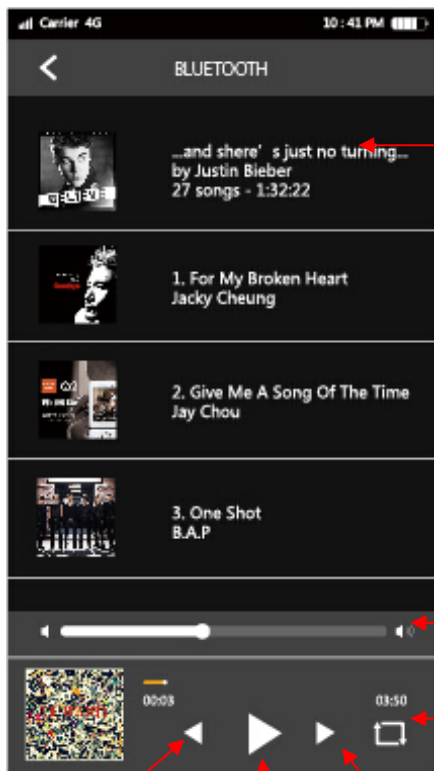 Carrier 4G 10:41 PM
BLUETOOTH
...and shere's just no turning...
by Justin Bieber
27 songs - 1:32:22
1. For My Broken Heart
Jacky Cheung
2. Give Me A Song Of The Time
Jay Chou
3. One Shot
B.A.P
00:03 03:50